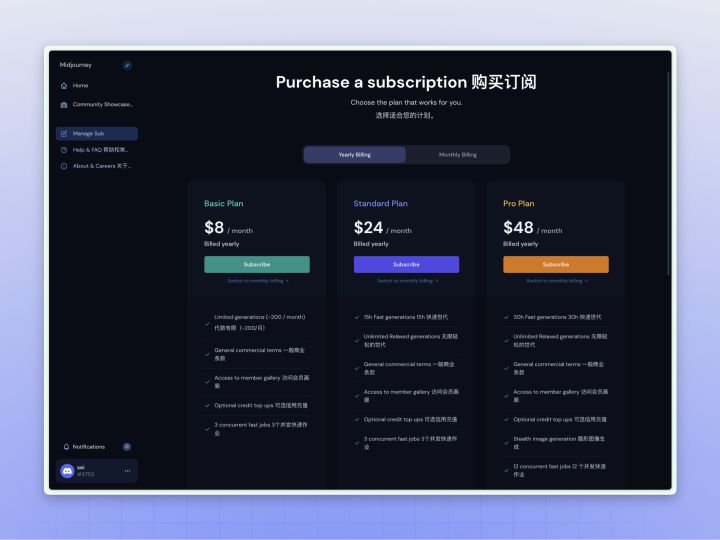 Midjourney
Home
Community Showcase...
Manage Sub
Help & FAQ 帮助和常...
About & Careers 关于...
Notifications
0
sei
#3753
Purchase a subscription 购买订阅
Choose the plan that works for you.
选择适合您的计划。
Yearly Billing
Monthly Billing
Basic Plan
$8 / month
Billed yearly
Subscribe
Switch to monthly billing →
Limited generations (~200 / month)
代数有限（~200/月）
General commercial terms 一般商业
条款
Access to member gallery 访问会员画
廊
Optional credit top ups 可选信用充值
3 concurrent fast jobs 3个并发快速作
业
Standard Plan
$24 / month
Billed yearly
Subscribe
Switch to monthly billing →
15h Fast generations 15h 快速世代
Unlimited Relaxed generations 无限轻
松的世代
General commercial terms 一般商业
条款
Access to member gallery 访问会员画
廊
Optional credit top ups 可选信用充值
3 concurrent fast jobs 3个并发快速作
业
Pro Plan
$48 / month
Billed yearly
Subscribe
Switch to monthly billing →
30h Fast generations 30h 快速世代
Unlimited Relaxed generations 无限轻
松的世代
General commercial terms 一般商业
条款
Access to member gallery 访问会员画
廊
Optional credit top ups 可选信用充值
Stealth image generation 隐形图像生
成
12 concurrent fast jobs 12 个并发快速
作业